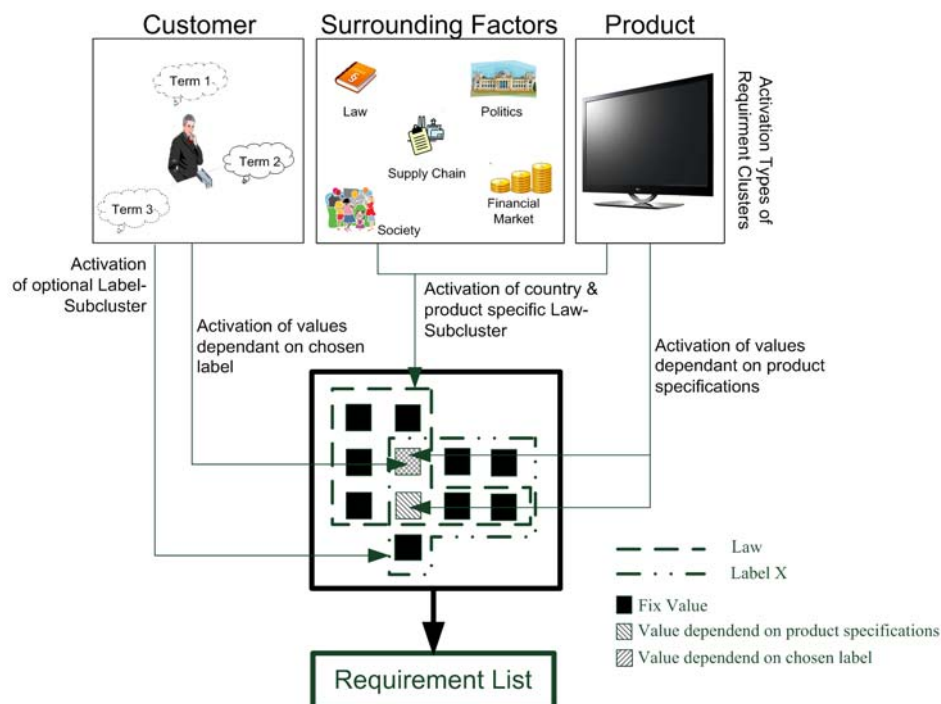 Customer
Surrounding Factors
Product
Term 1
Term 2
Term 3
Law
Politics
Supply Chain
Financial
Market
Society
Activation Types of
Requirment Clusters
Activation
of optional Label-
Subcluster
Activation of values
dependant on chosen
label
Activation of country &
product specific Law-
Subcluster
Activation of values
dependant on product
specifications
Law
Label X
Fix Value
Value dependend on product specifications
Value dependend on chosen label
Requirement List